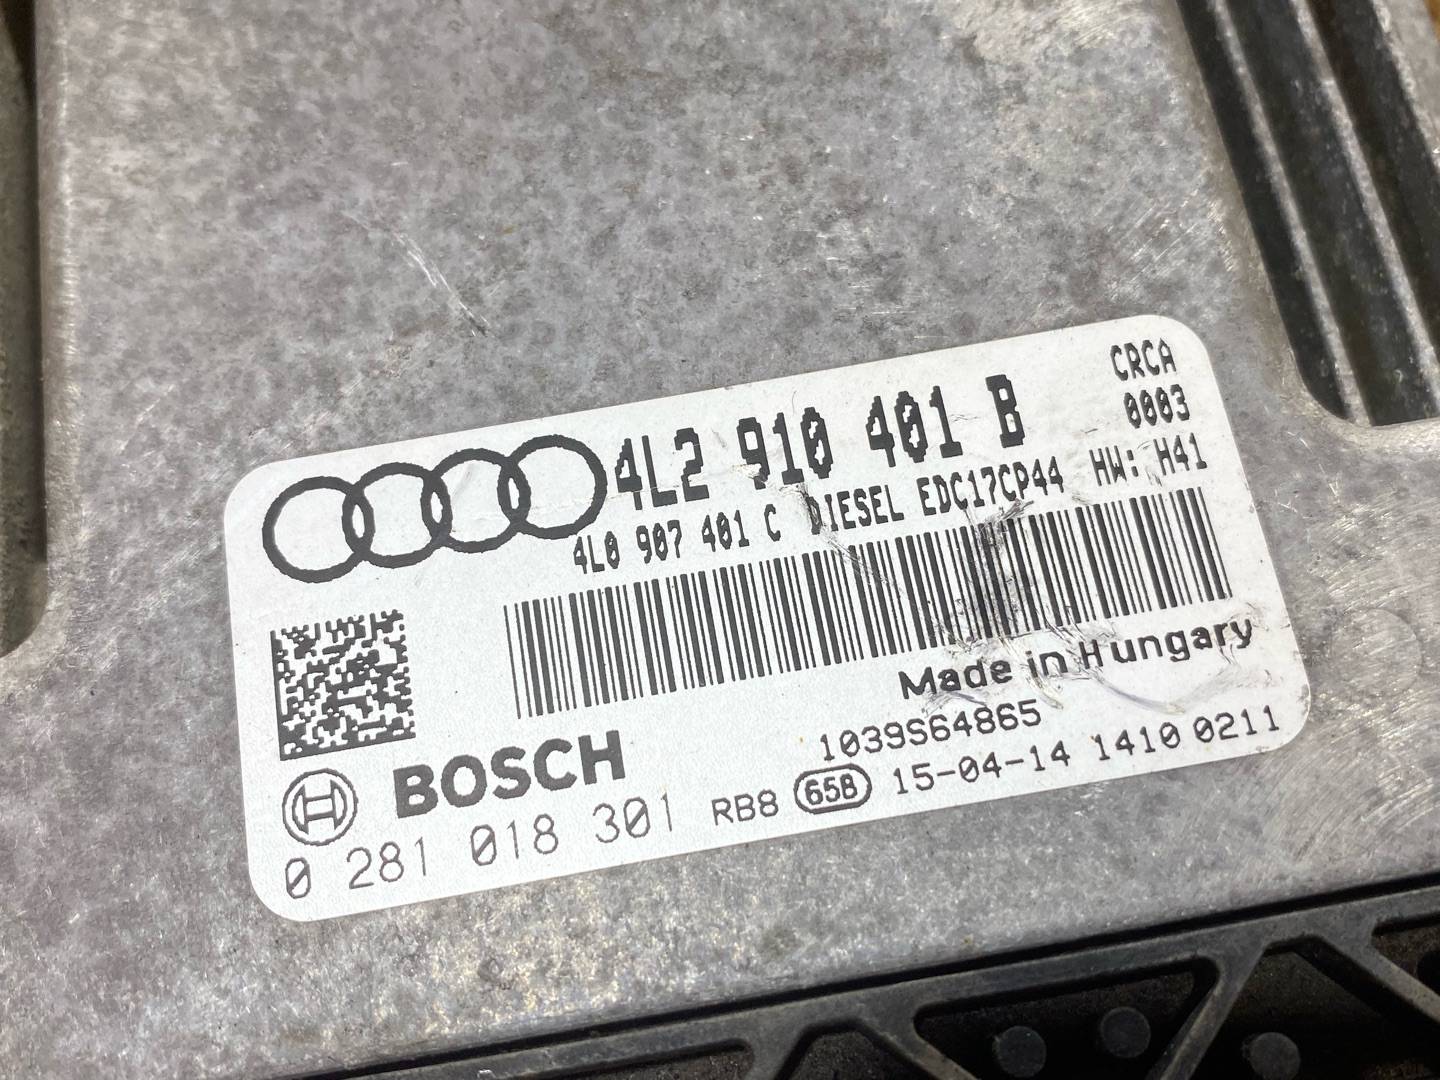 4L2 910 401 B
CRCA
0003
4L0 907 401 C DIESEL EDC17CP44 HW: H41
Made in Hungary
BOSCH
1039S64865
0 281 018 301 RB8 65B 15-04-14 1410 0211